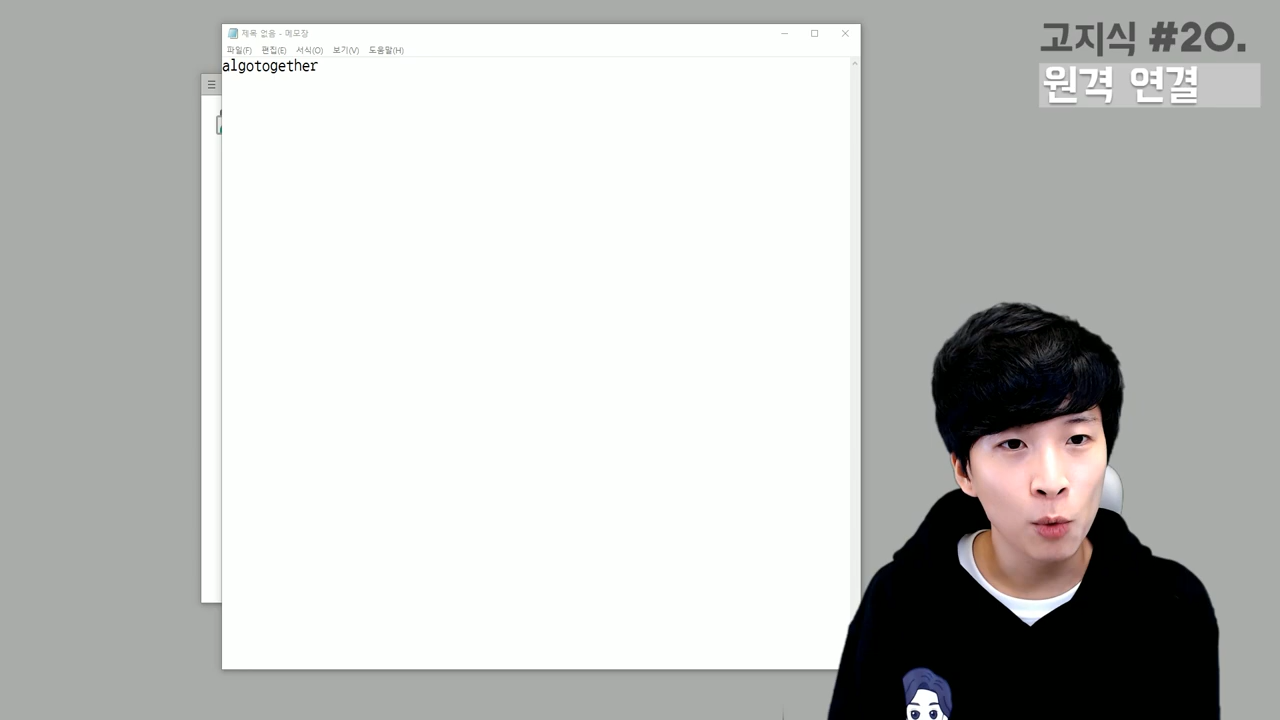 제목 없음 - 메모장
파일(F) 편집(E) 서식(O) 보기(V) 도움말(H)
algotogether
고지식 #20.
원격 연결